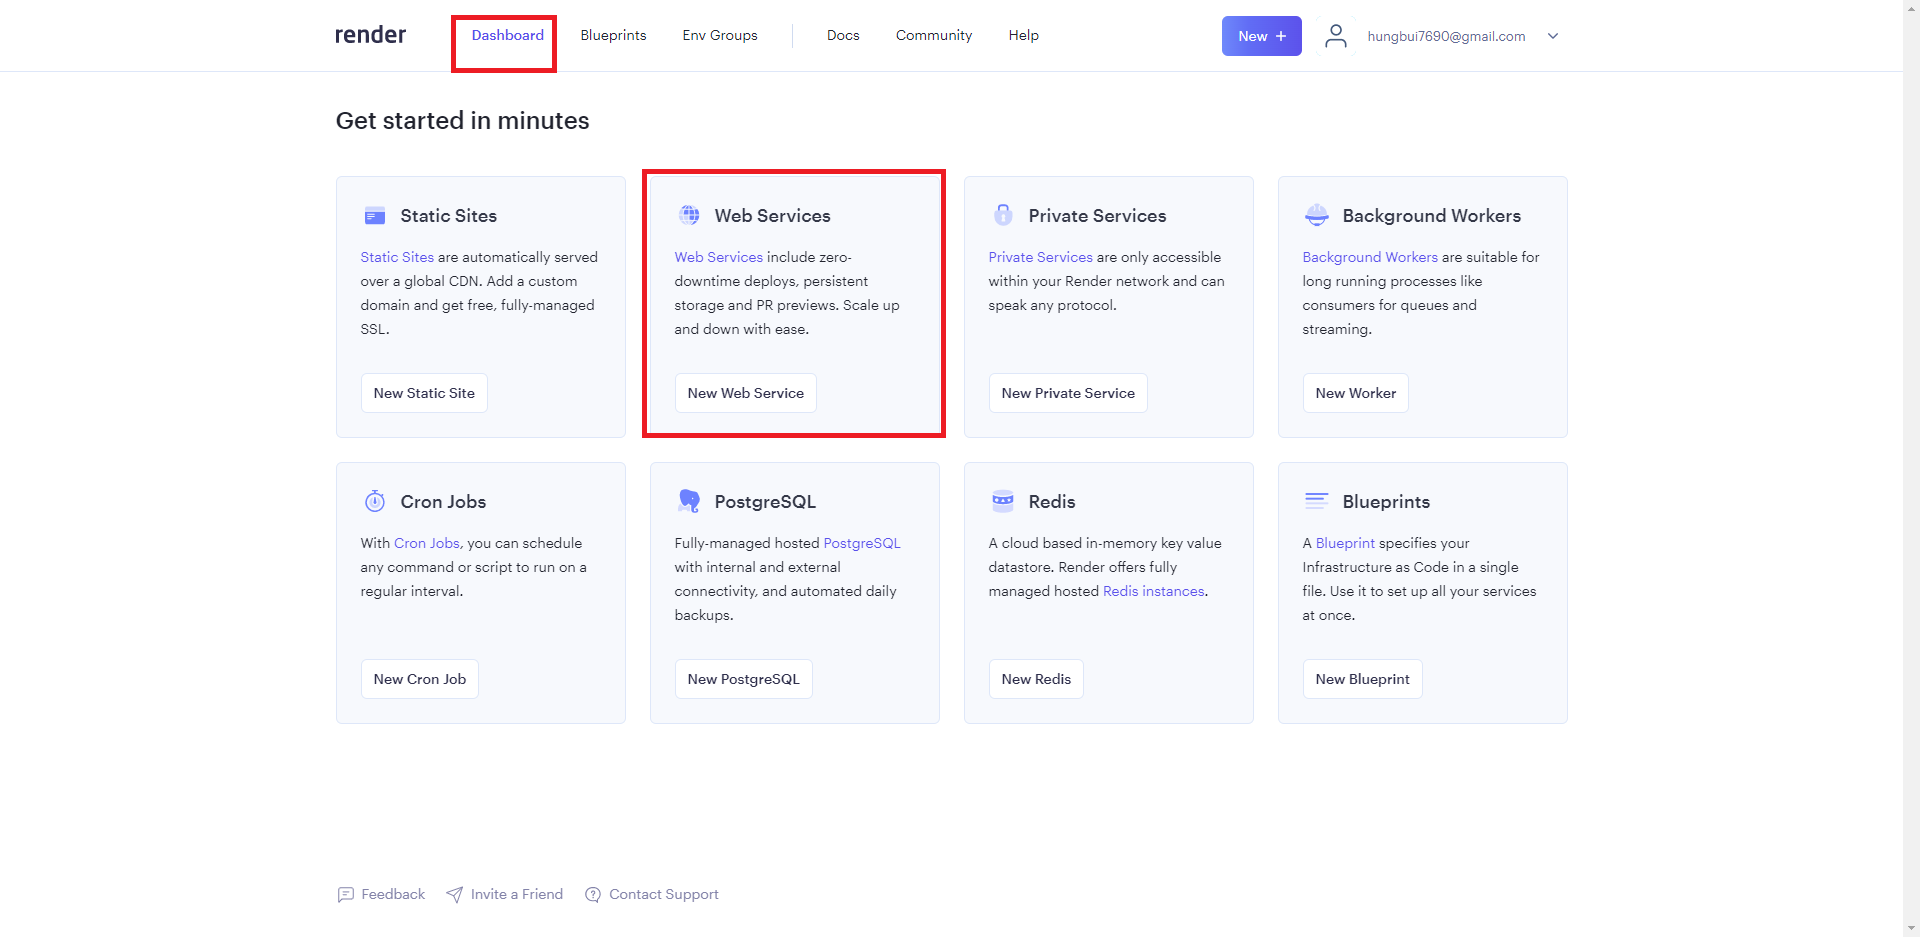 render
Dashboard
Blueprints
Env Groups
Docs
Community
Help
New +
hungbui7690@gmail.com
Get started in minutes
Static Sites
Static Sites are automatically served
over a global CDN. Add a custom
domain and get free, fully-managed
SSL.
New Static Site
Web Services
Web Services include zero-
downtime deploys, persistent
storage and PR previews. Scale up
and down with ease.
New Web Service
Private Services
Private Services are only accessible
within your Render network and can
speak any protocol.
New Private Service
Background Workers
Background Workers are suitable for
long running processes like
consumers for queues and
streaming.
New Worker
Cron Jobs
With Cron Jobs, you can schedule
any command or script to run on a
regular interval.
New Cron Job
PostgreSQL
Fully-managed hosted PostgreSQL
with internal and external
connectivity, and automated daily
backups.
New PostgreSQL
Redis
A cloud based in-memory key value
datastore. Render offers fully
managed hosted Redis instances.
New Redis
Blueprints
A Blueprint specifies your
Infrastructure as Code in a single
file. Use it to set up all your services
at once.
New Blueprint
Feedback
Invite a Friend
Contact Support